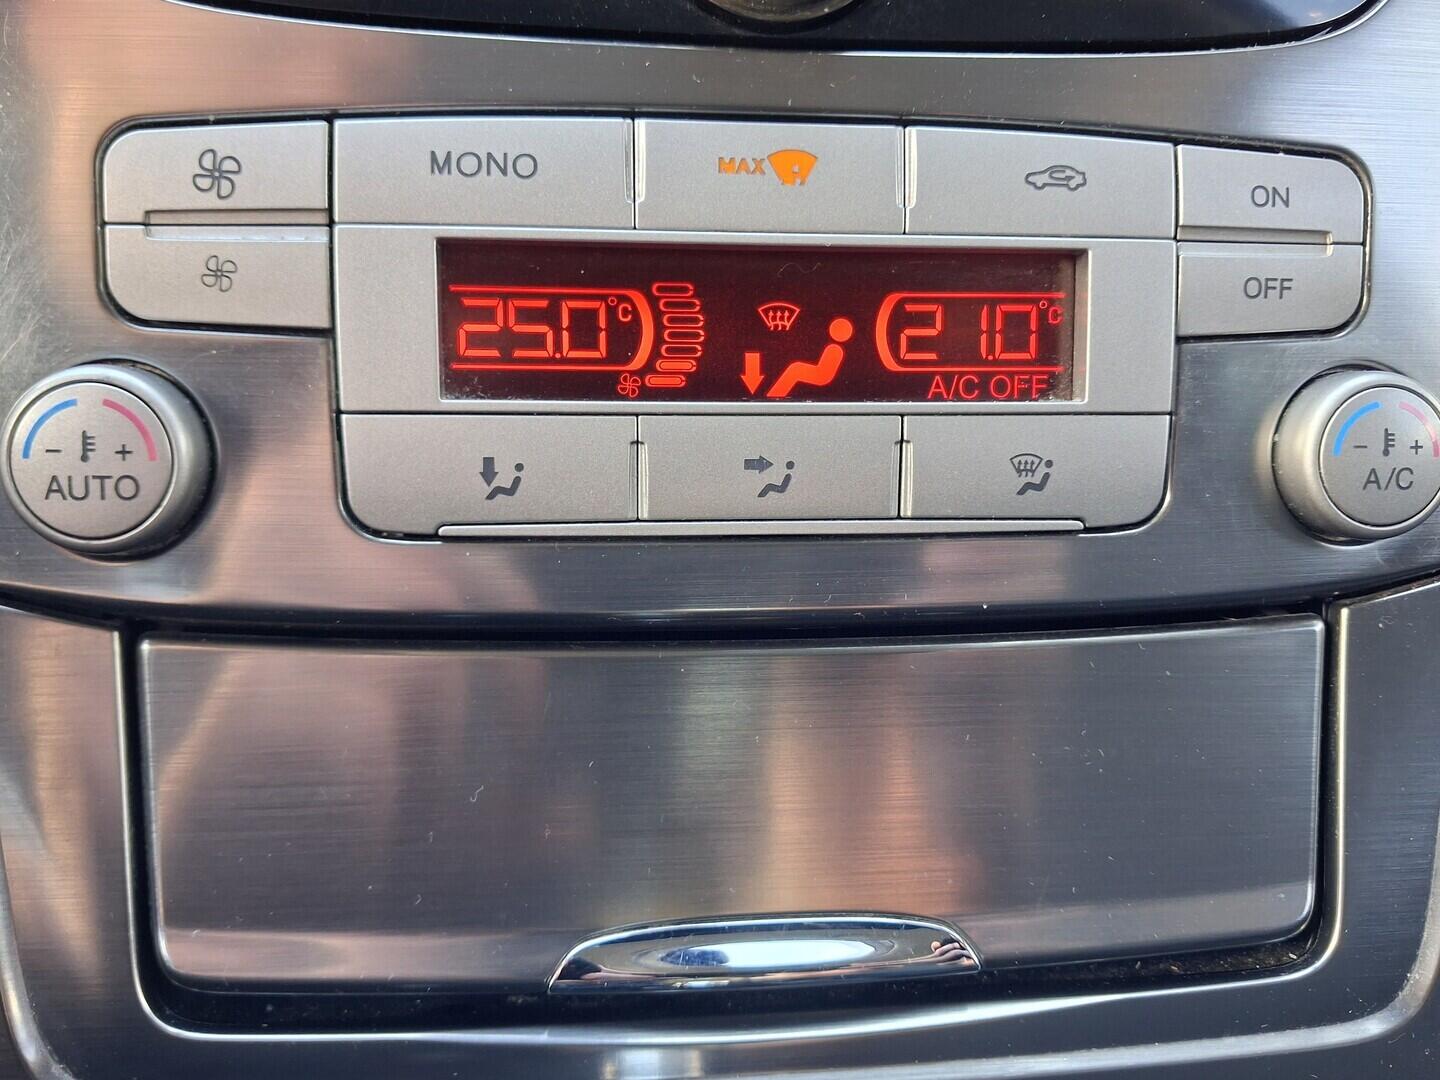 MONO
MAX
ON
OFF
25.0°C
21.0°C
A/C OFF
- +
AUTO
- +
A/C